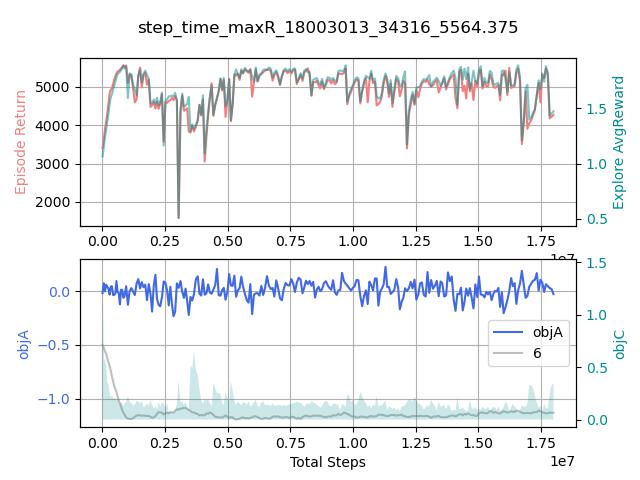 step_time_maxR_18003013_34316_5564.375
Episode Return
5000
4000
3000
2000
Explore AvgReward
1.5
1.0
0.5
0.00 0.25 0.50 0.75 1.00 1.25 1.50 1.75
1e7
objA
0.0
−0.5
−1.0
objC
1.5
1.0
0.5
0.0
objA
6
0.00 0.25 0.50 0.75 1.00 1.25 1.50 1.75
Total Steps
1e7